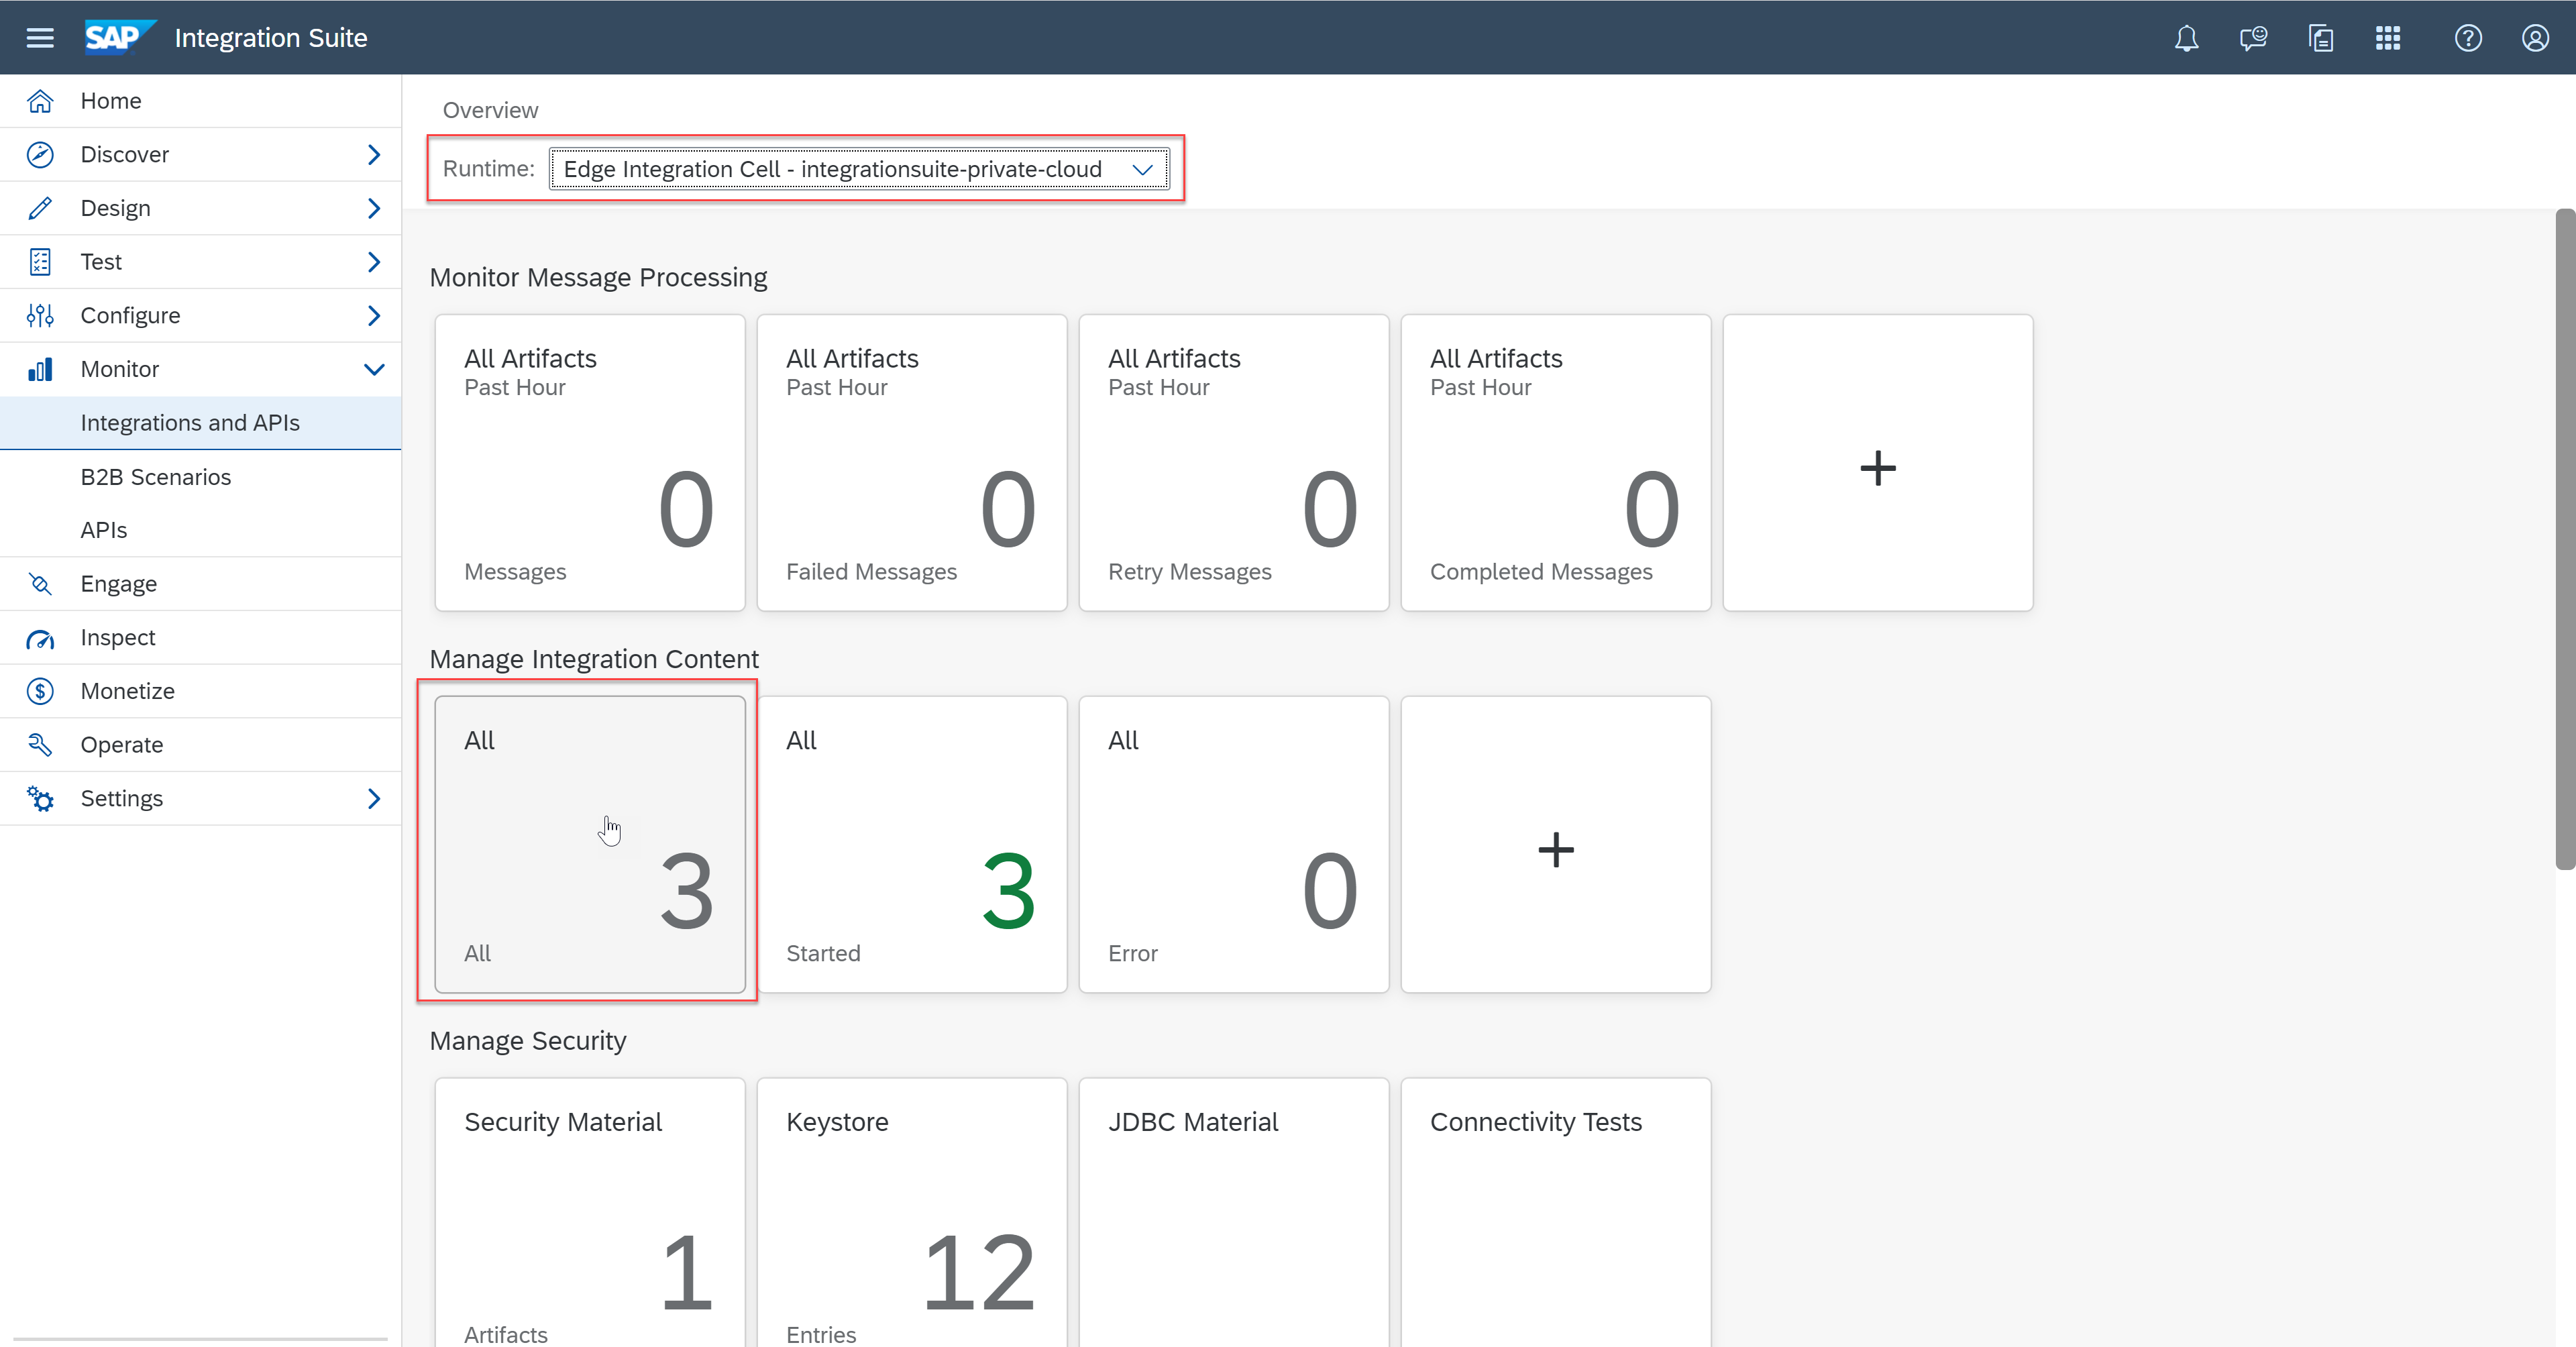 SAP Integration Suite
Home
Discover
Design
Test
Configure
Monitor
Integrations and APIs
B2B Scenarios
APIs
Engage
Inspect
Monetize
Operate
Settings
Overview
Runtime: Edge Integration Cell - integrationsuite-private-cloud
Monitor Message Processing
All Artifacts
Past Hour
0
Messages
All Artifacts
Past Hour
0
Failed Messages
All Artifacts
Past Hour
0
Retry Messages
All Artifacts
Past Hour
0
Completed Messages
+
Manage Integration Content
All
3
All
All
3
Started
All
0
Error
+
Manage Security
Security Material
1
Artifacts
Keystore
12
Entries
JDBC Material
Connectivity Tests